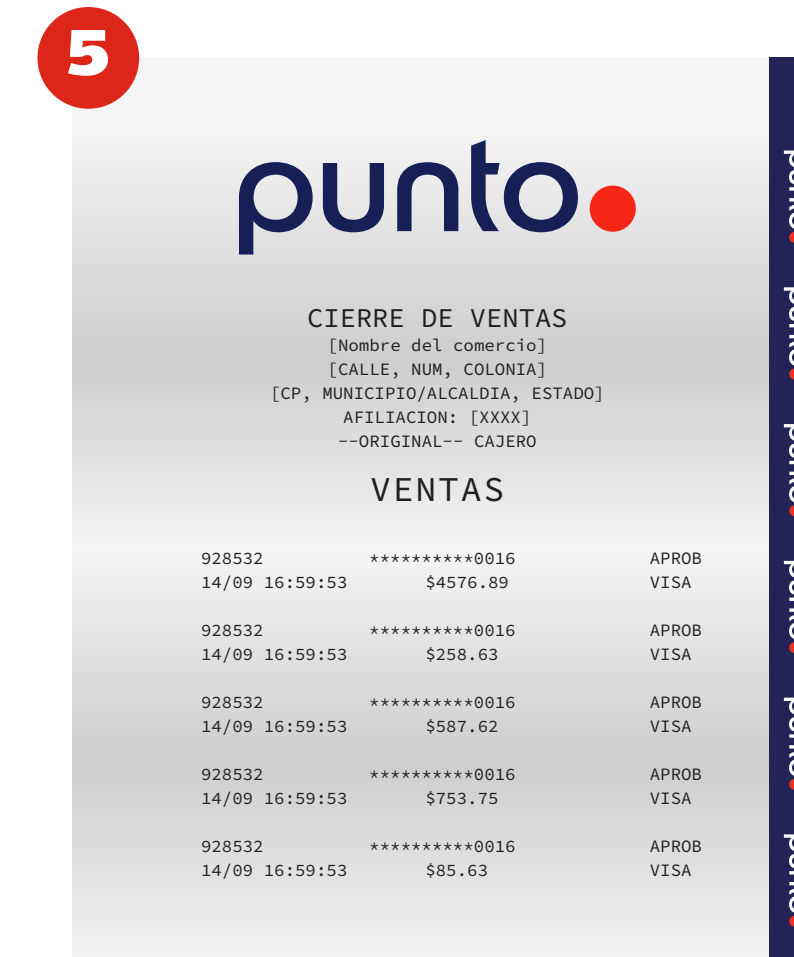 5
punto.
CIERRE DE VENTAS
[Nombre del comercio]
[CALLE, NUM, COLONIA]
[CP, MUNICIPIO/ALCALDIA, ESTADO]
AFILIACION: [XXXX]
--ORIGINAL-- CAJERO
VENTAS
928532 **********0016 APROB
14/09 16:59:53 $4576.89 VISA
928532 **********0016 APROB
14/09 16:59:53 $258.63 VISA
928532 **********0016 APROB
14/09 16:59:53 $587.62 VISA
928532 **********0016 APROB
14/09 16:59:53 $753.75 VISA
928532 **********0016 APROB
14/09 16:59:53 $85.63 VISA
punto.
punto.
punto.
punto.
punto.
punto.